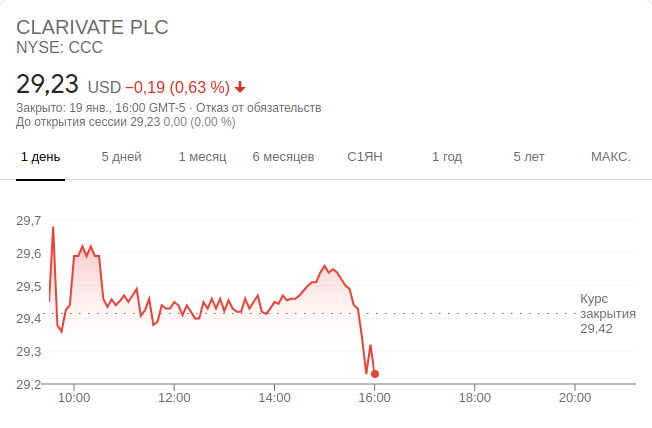 CLARIVATE PLC
NYSE: CCC
29,23 USD −0,19 (0,63 %)
Закрыто: 19 янв., 16:00 GMT-5 · Отказ от обязательств
До открытия сессии 29,23 0,00 (0,00 %)
1 день 5 дней 1 месяц 6 месяцев С1ЯН 1 год 5 лет МАКС.
29,7
29,6
29,5
Курс
29,4 закрытия
29,42
29,3
29,2
10:00 12:00 14:00 16:00 18:00 20:00